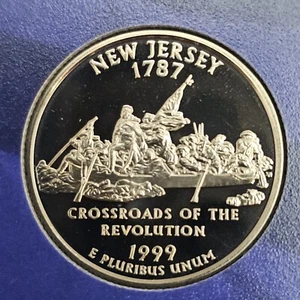 NEW JERSEY
1787
CROSSROADS OF THE
REVOLUTION
1999
E PLURIBUS UNUM